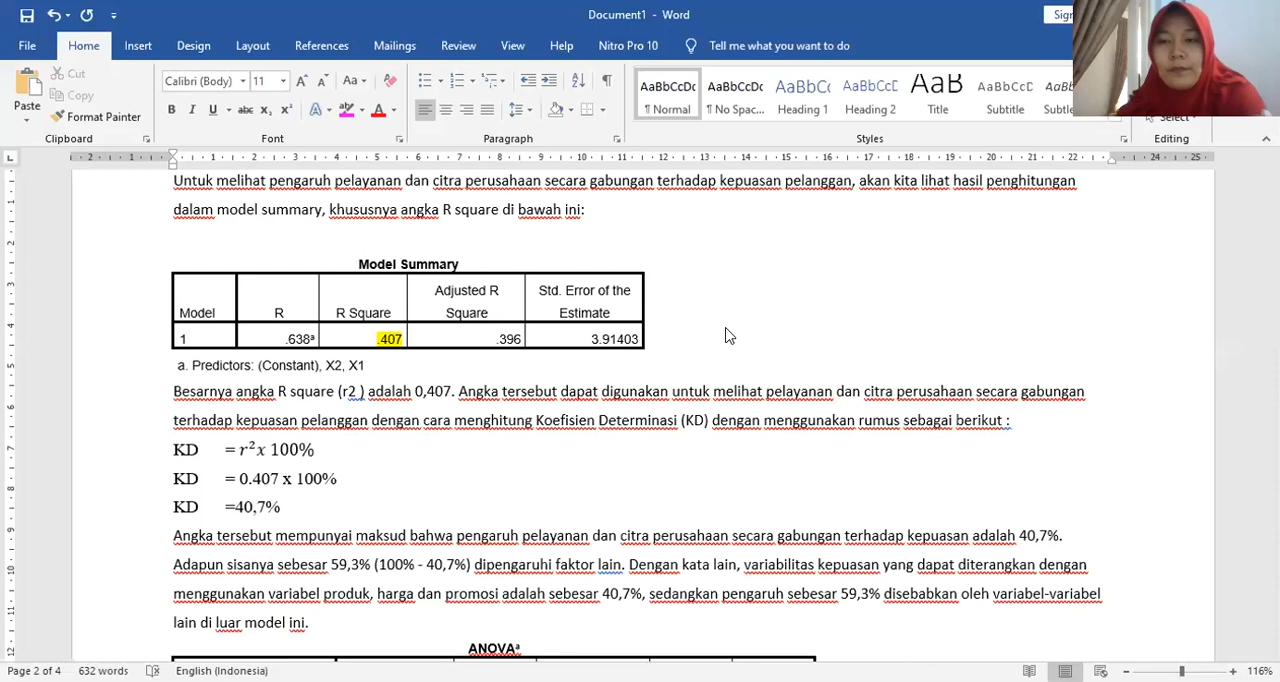 Document1 - Word
Sign
File Home Insert Design Layout References Mailings Review View Help Nitro Pro 10 Tell me what you want to do
Paste
Cut
Copy
Format Painter
Clipboard
Calibri (Body) 11
Font
Paragraph
AaBbCcDc AaBbCcDc AaBbCc AaBbCc AaB AaBbCcD
¶ Normal ¶ No Spac... Heading 1 Heading 2 Title Subtitle Subtle
Styles
Select
Editing
Untuk melihat pengaruh pelayanan dan citra perusahaan secara gabungan terhadap kepuasan pelanggan, akan kita lihat hasil penghitungan
dalam model summary, khususnya angka R square di bawah ini:
Model Summary
Model R R Square Adjusted R Square Std. Error of the Estimate
1 .638ᵃ .407 .396 3.91403
a. Predictors: (Constant), X2, X1
Besarnya angka R square (r2 ) adalah 0,407. Angka tersebut dapat digunakan untuk melihat pelayanan dan citra perusahaan secara gabungan
terhadap kepuasan pelanggan dengan cara menghitung Koefisien Determinasi (KD) dengan menggunakan rumus sebagai berikut :
KD = r²x 100%
KD = 0.407 x 100%
KD =40,7%
Angka tersebut mempunyai maksud bahwa pengaruh pelayanan dan citra perusahaan secara gabungan terhadap kepuasan adalah 40,7%.
Adapun sisanya sebesar 59,3% (100% - 40,7%) dipengaruhi faktor lain. Dengan kata lain, variabilitas kepuasan yang dapat diterangkan dengan
menggunakan variabel produk, harga dan promosi adalah sebesar 40,7%, sedangkan pengaruh sebesar 59,3% disebabkan oleh variabel-variabel
lain di luar model ini.
ANOVAᵃ
Page 2 of 4 632 words English (Indonesia) 116%